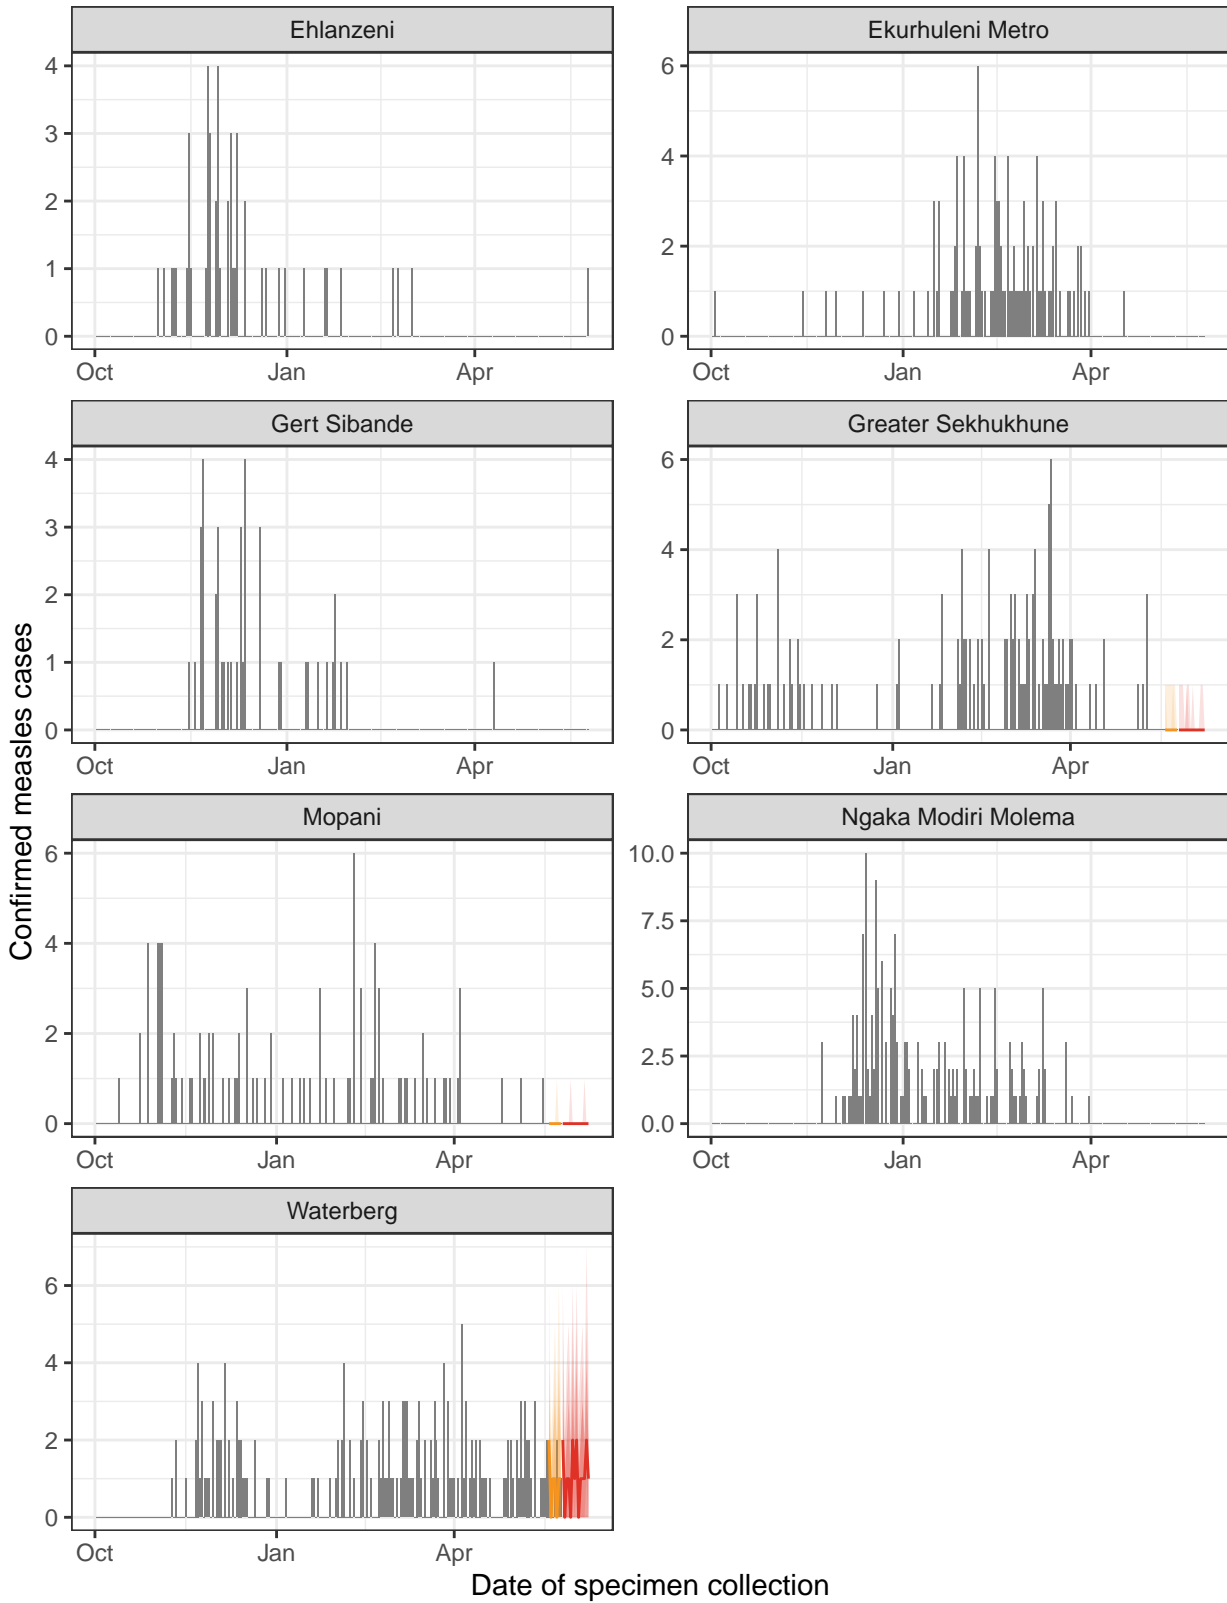 Ehlanzeni
4
3
2
1
0
Oct Jan Apr
Ekurhuleni Metro
6
4
2
0
Oct Jan Apr
Gert Sibande
4
3
2
1
0
Oct Jan Apr
Greater Sekhukhune
6
4
2
0
Oct Jan Apr
Mopani
6
4
2
0
Oct Jan Apr
Ngaka Modiri Molema
10.0
7.5
5.0
2.5
0.0
Oct Jan Apr
Waterberg
6
4
2
0
Oct Jan Apr
Confirmed measles cases
Date of specimen collection